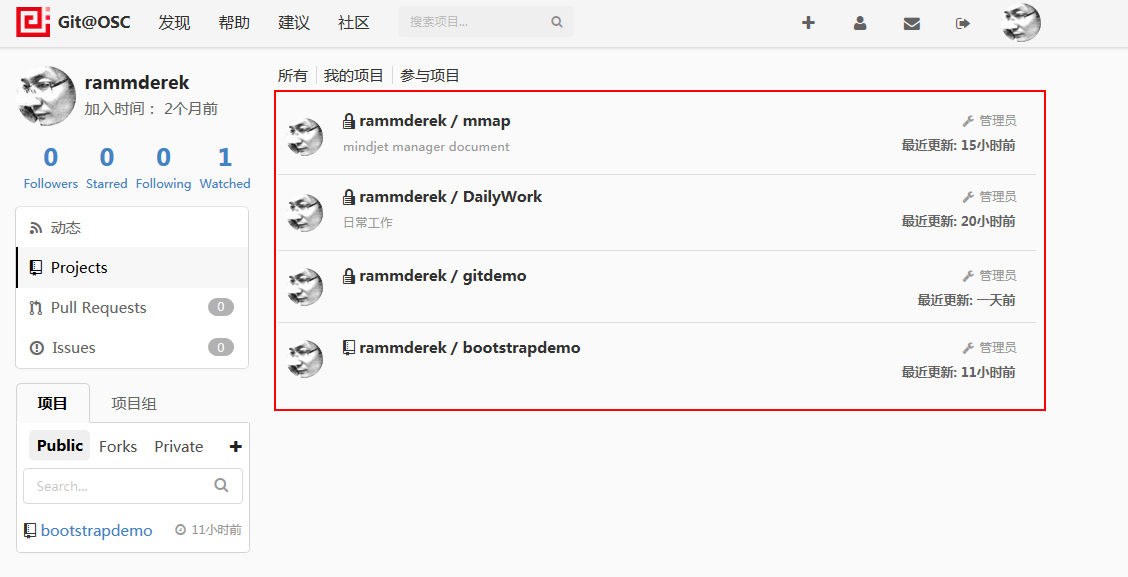 Git@OSC 发现 帮助 建议 社区 搜索项目...
rammderek
加入时间： 2个月前
0 0 0 1
Followers Starred Following Watched
动态
Projects
Pull Requests 0
Issues 0
项目 项目组
Public Forks Private
Search...
bootstrapdemo 11小时前
所有 我的项目 参与项目
rammderek / mmap 管理员
mindjet manager document 最近更新: 15小时前
rammderek / DailyWork 管理员
日常工作 最近更新: 20小时前
rammderek / gitdemo 管理员
最近更新: 一天前
rammderek / bootstrapdemo 管理员
最近更新: 11小时前